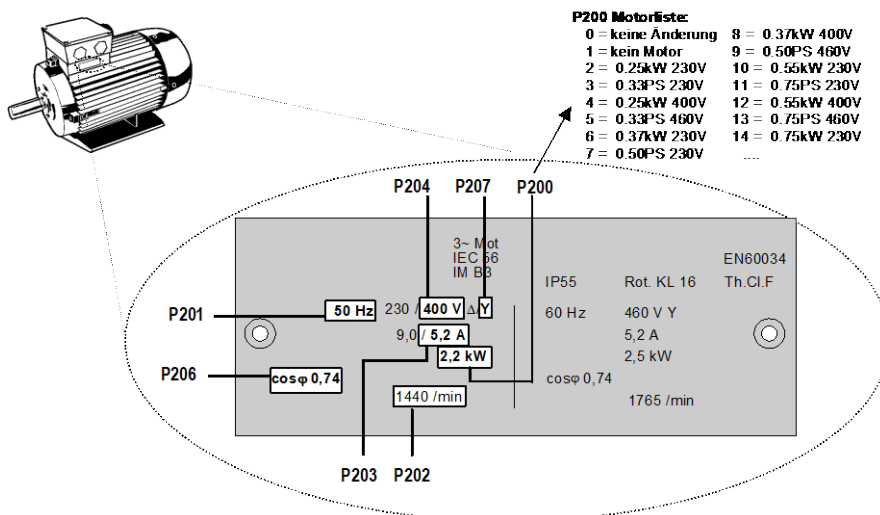 P200 Motorliste:
0 = keine Änderung
1 = kein Motor
2 = 0.25kW 230V
3 = 0.33PS 230V
4 = 0.25kW 400V
5 = 0.33PS 460V
6 = 0.37kW 230V
7 = 0.50PS 230V
8 = 0.37kW 400V
9 = 0.50PS 460V
10 = 0.55kW 230V
11 = 0.75PS 230V
12 = 0.55kW 400V
13 = 0.75PS 460V
14 = 0.75kW 230V
....
P204 P207 P200
3~ Mot
IEC 56
IM B3
EN60034
IP55 Rot. KL 16 Th.Cl.F
P201
50 Hz 230 / 400 V Δ/Y 60 Hz 460 V Y
9,0 / 5,2 A 5,2 A
2,2 kW 2,5 kW
P206
cosφ 0,74 cosφ 0,74
1440 /min 1765 /min
P203 P202